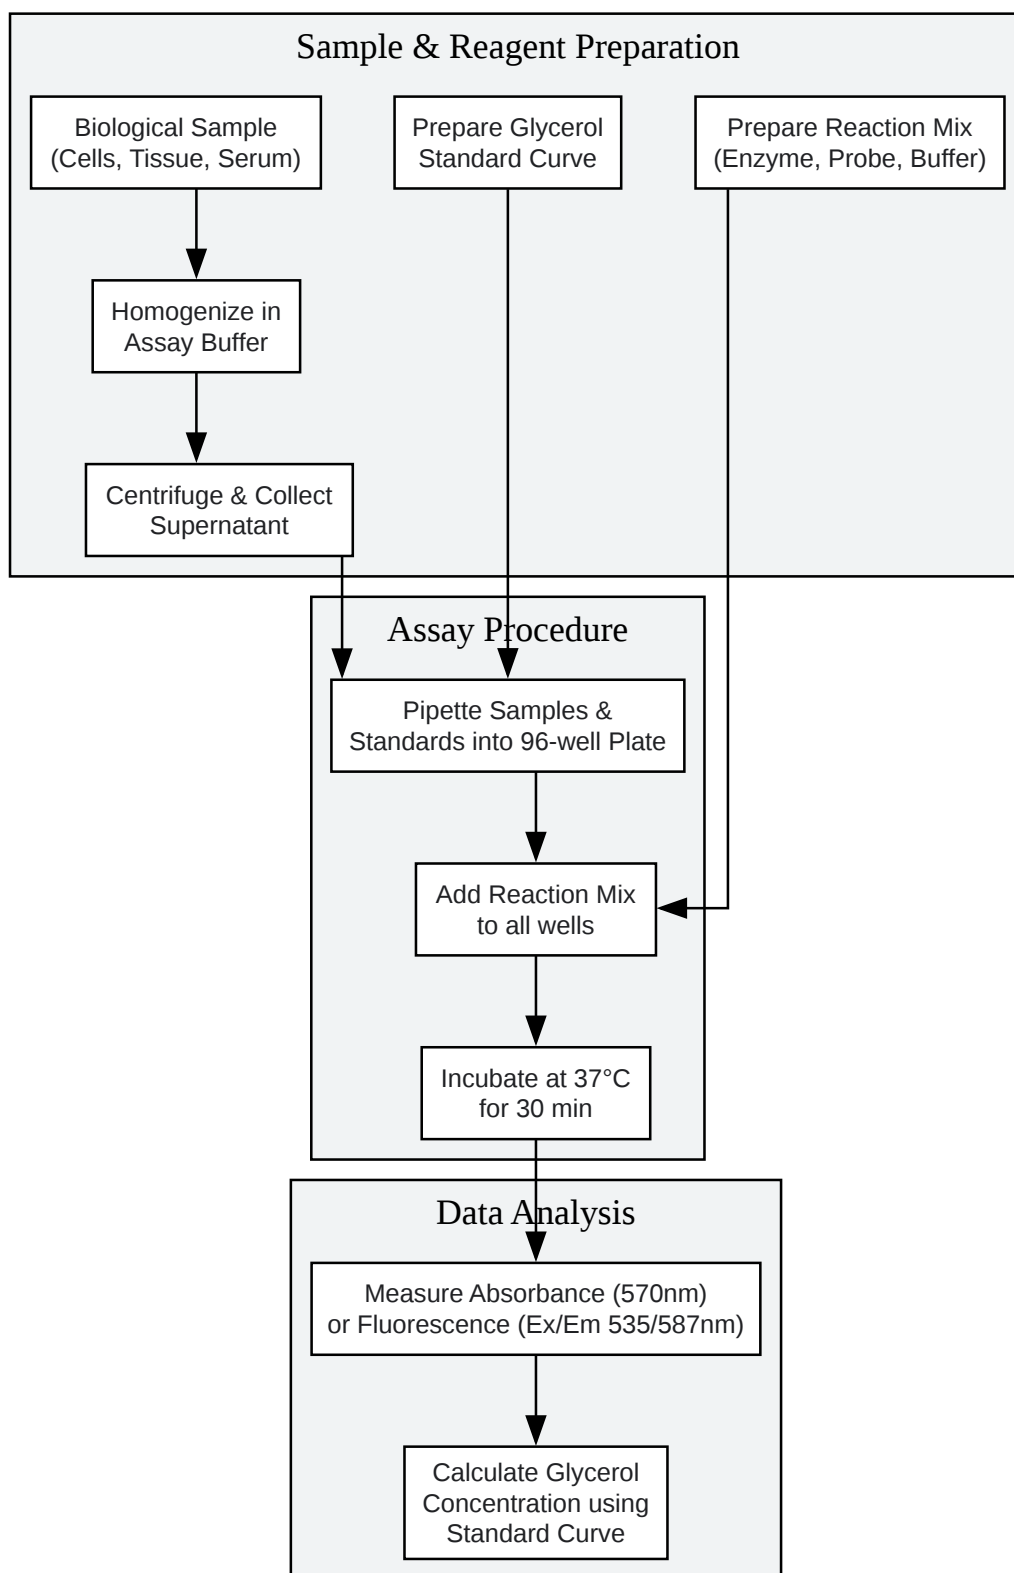 Sample & Reagent Preparation
Biological Sample
(Cells, Tissue, Serum)
Prepare Glycerol
Standard Curve
Prepare Reaction Mix
(Enzyme, Probe, Buffer)
Homogenize in
Assay Buffer
Centrifuge & Collect
Supernatant
Assay Procedure
Pipette Samples &
Standards into 96-well Plate
Add Reaction Mix
to all wells
Incubate at 37°C
for 30 min
Data Analysis
Measure Absorbance (570nm)
or Fluorescence (Ex/Em 535/587nm)
Calculate Glycerol
Concentration using
Standard Curve